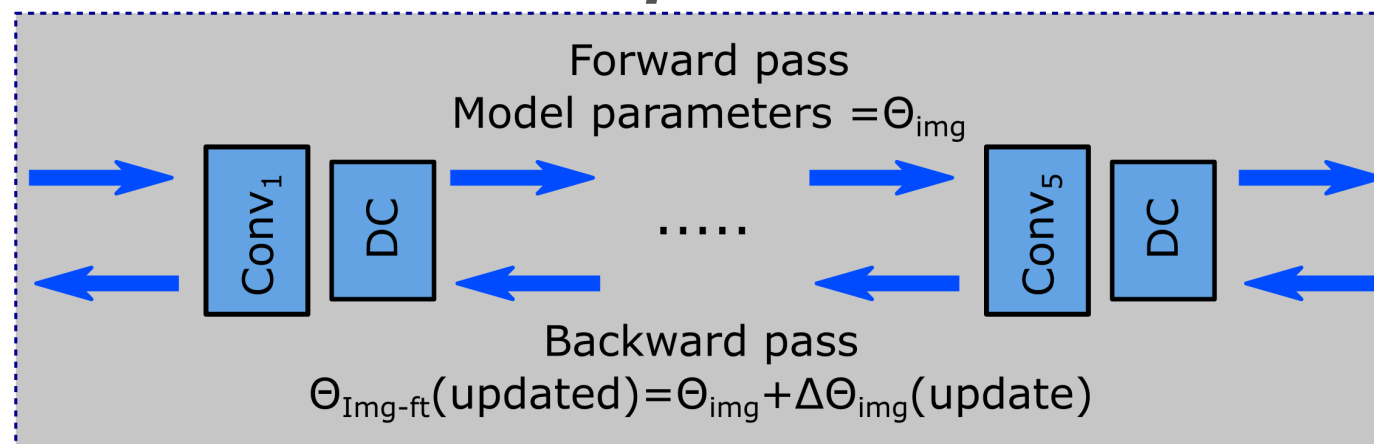 Forward pass
Model parameters =Θimg
Conv1
DC
.....
Conv5
DC
Backward pass
ΘImg-ft(updated)=Θimg+ΔΘimg(update)